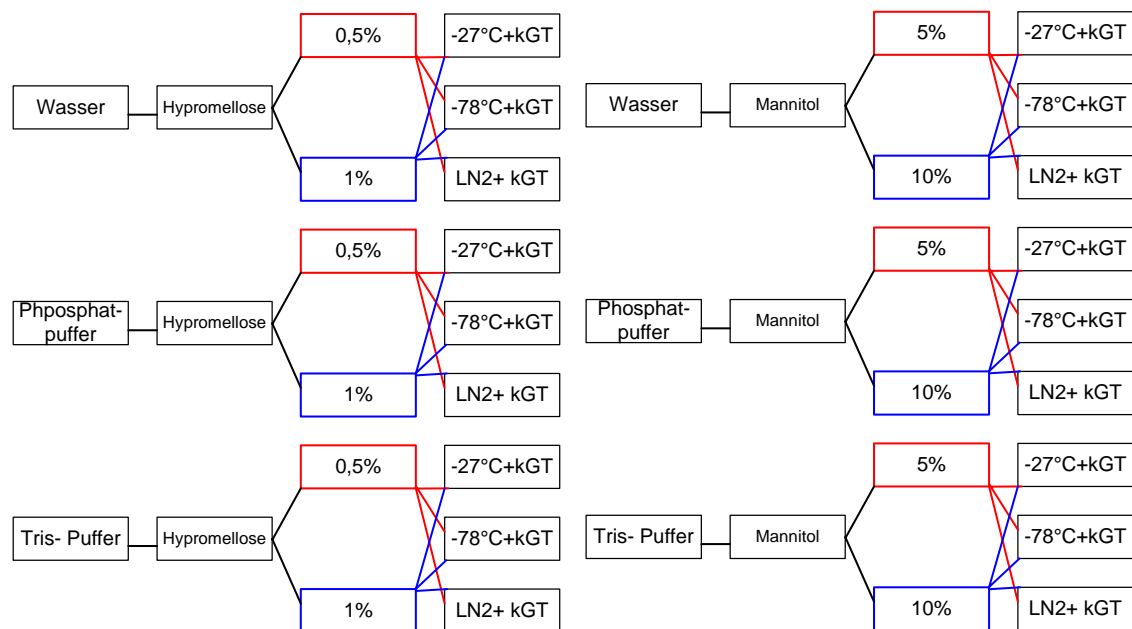 0,5%
-27°C+kGT
Wasser
Hypromellose
-78°C+kGT
1%
LN2+ kGT
5%
-27°C+kGT
Wasser
Mannitol
-78°C+kGT
10%
LN2+ kGT
0,5%
-27°C+kGT
Phposphat-
puffer
Hypromellose
-78°C+kGT
1%
LN2+ kGT
5%
-27°C+kGT
Phosphat-
puffer
Mannitol
-78°C+kGT
10%
LN2+ kGT
0,5%
-27°C+kGT
Tris- Puffer
Hypromellose
-78°C+kGT
1%
LN2+ kGT
5%
-27°C+kGT
Tris- Puffer
Mannitol
-78°C+kGT
10%
LN2+ kGT